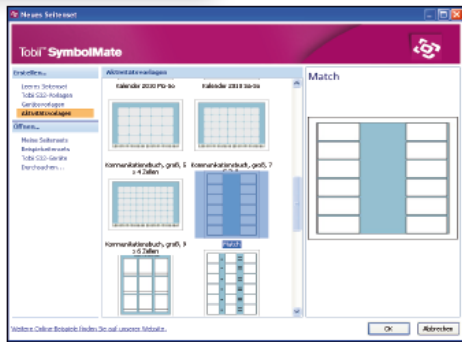 Neues Seitenset
Tobii SymbolMate
Erstellen...
Leeres Seitenset
Tobii S32-Vorlagen
Gerätevorlagen
Aktivitätsvorlagen
Öffnen...
Meine Seitensets
Beispielseitensets
Tobii S32-Geräte
Durchsuchen...
Aktivitätsvorlagen
Kalender 2010 Mo-So
Kalender 2010 So-Sa
Kommunikationsbuch, groß, 5
x 4 Zellen
Kommunikationsbuch, groß, 7
Kommunikationsbuch, groß, 9
x 6 Zellen
Match
Match
Weitere Online Beispiele finden Sie auf unserer Website.
OK
Abbrechen